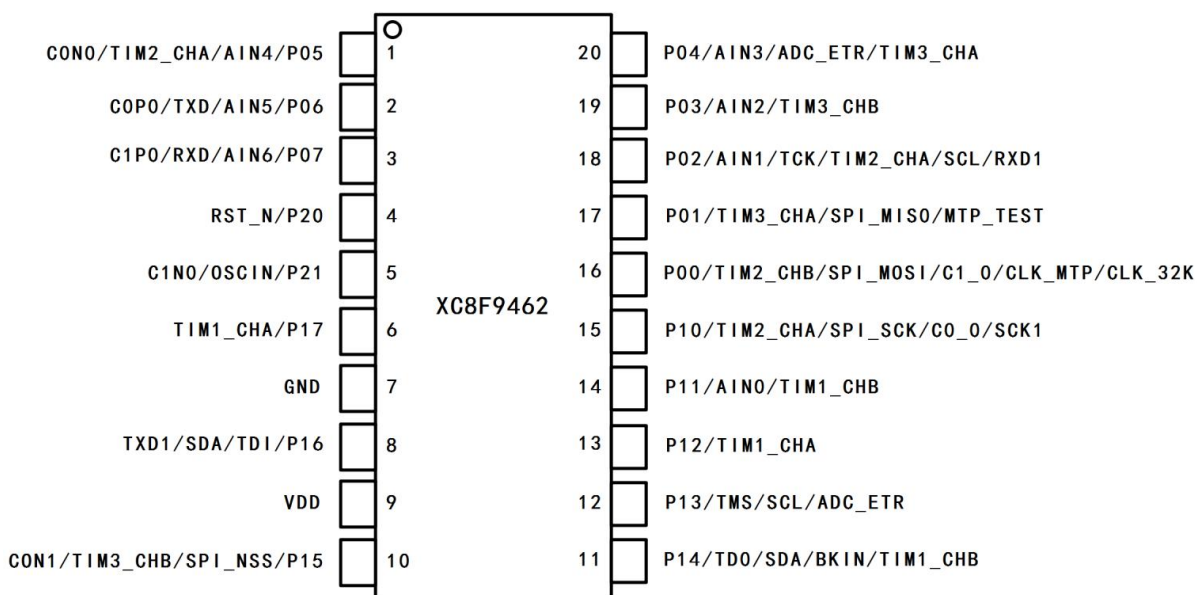 CON0/TIM2_CHA/AIN4/P05
1
20
P04/AIN3/ADC_ETR/TIM3_CHA
C0P0/TXD/AIN5/P06
2
19
P03/AIN2/TIM3_CHB
C1P0/RXD/AIN6/P07
3
18
P02/AIN1/TCK/TIM2_CHA/SCL/RXD1
RST_N/P20
4
17
P01/TIM3_CHA/SPI_MISO/MTP_TEST
C1N0/OSCIN/P21
5
16
P00/TIM2_CHB/SPI_MOSI/C1_O/CLK_MTP/CLK_32K
XC8F9462
TIM1_CHA/P17
6
15
P10/TIM2_CHA/SPI_SCK/C0_O/SCK1
GND
7
14
P11/AIN0/TIM1_CHB
TXD1/SDA/TDI/P16
8
13
P12/TIM1_CHA
VDD
9
12
P13/TMS/SCL/ADC_ETR
CON1/TIM3_CHB/SPI_NSS/P15
10
11
P14/TDO/SDA/BKIN/TIM1_CHB